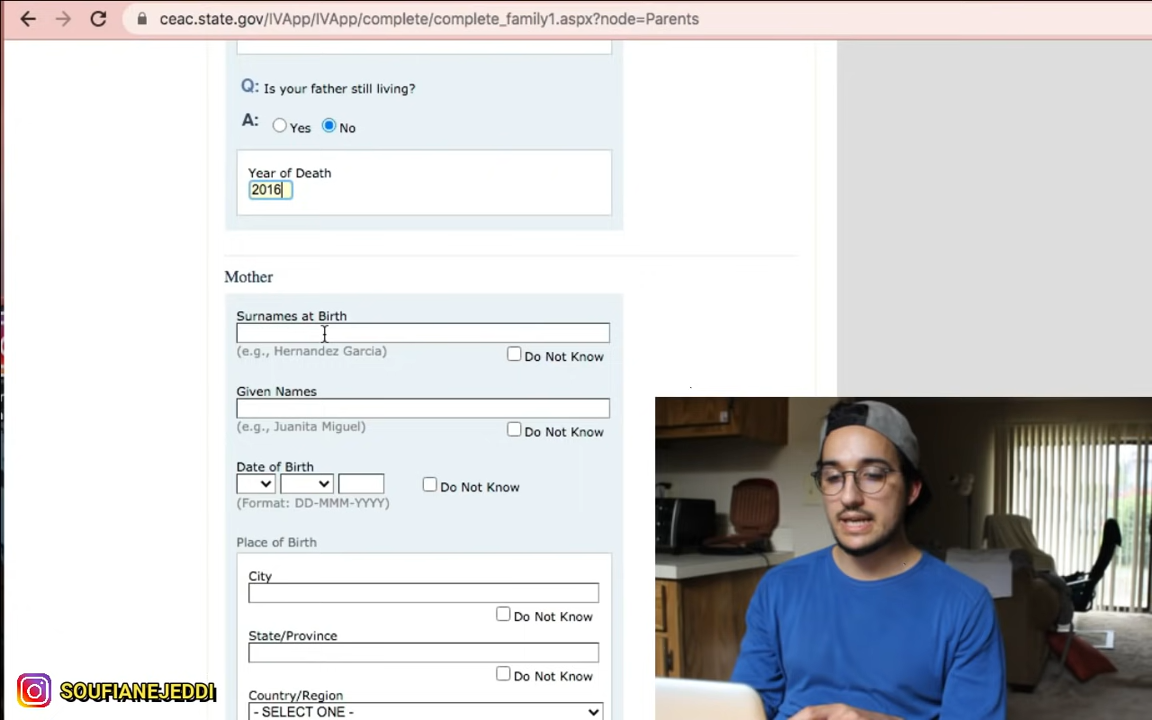 ceac.state.gov/IVApp/IVApp/complete/complete_family1.aspx?node=Parents
Q: Is your father still living?
A: Yes No
Year of Death
2016
Mother
Surnames at Birth
(e.g., Hernandez Garcia)
Do Not Know
Given Names
(e.g., Juanita Miguel)
Do Not Know
Date of Birth
Do Not Know
(Format: DD-MMM-YYYY)
Place of Birth
City
Do Not Know
State/Province
Do Not Know
Country/Region
- SELECT ONE -
SOUFIANEJEDDI